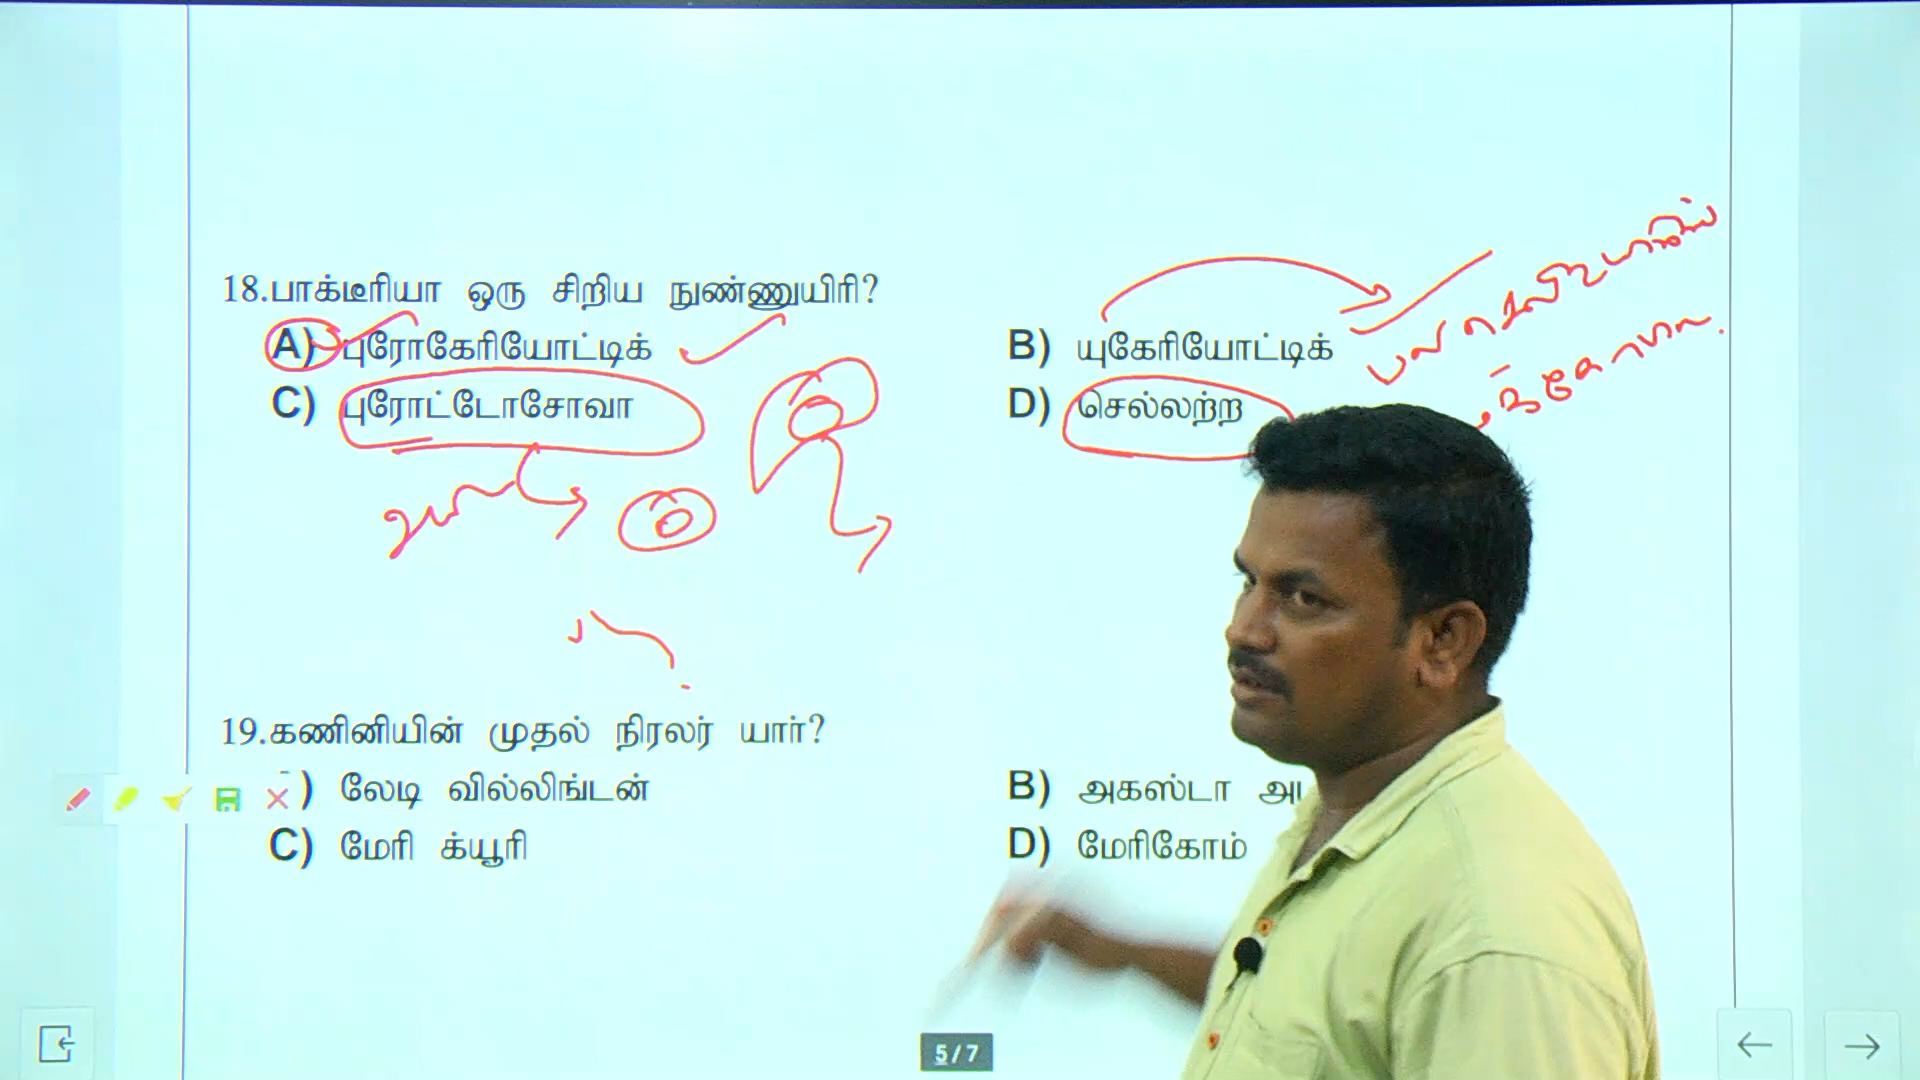 18.பாக்டீரியா ஒரு சிறிய நுண்ணுயிரி?
A) புரோகேரியோட்டிக்
B) யுகேரியோட்டிக்
C) புரோட்டோசோவா
D) செல்லற்ற
19.கணினியின் முதல் நிரலர் யார்?
) லேடி வில்லிங்டன்
B) அகஸ்டா
C) மேரி க்யூரி
D) மேரிகோம்
5 / 7